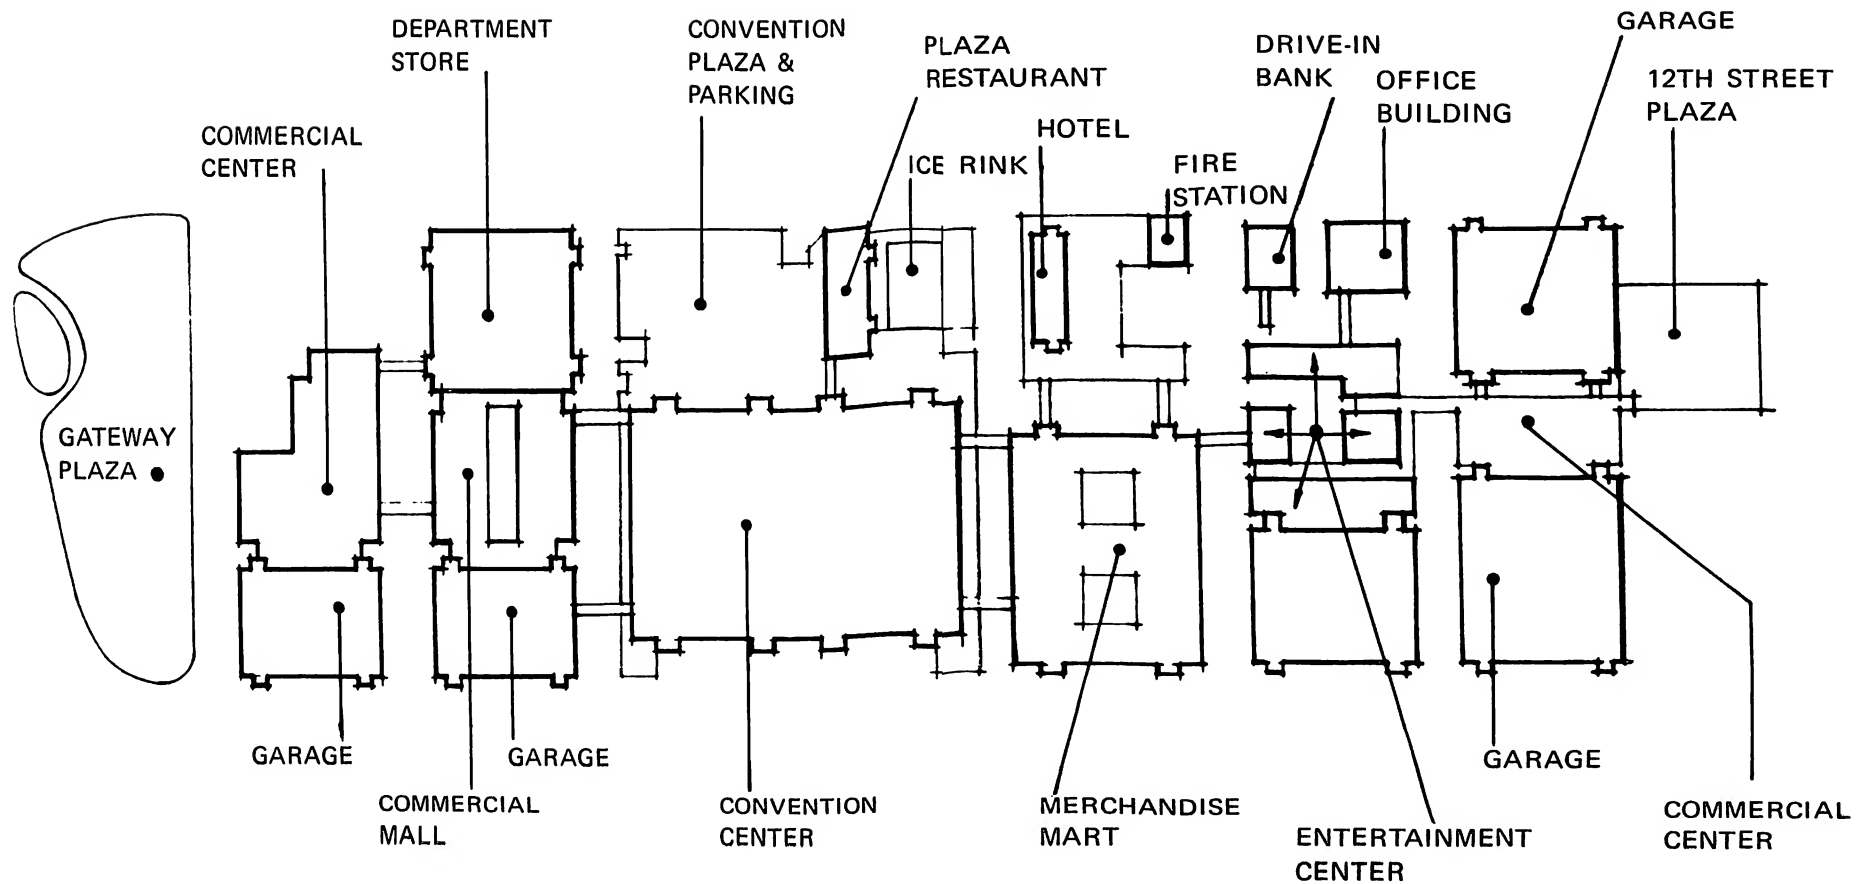 DEPARTMENT
STORE
CONVENTION
PLAZA &
PARKING
PLAZA
RESTAURANT
DRIVE-IN
BANK
GARAGE
OFFICE
BUILDING
12TH STREET
PLAZA
COMMERCIAL
CENTER
HOTEL
ICE RINK
FIRE
STATION
GATEWAY
PLAZA
GARAGE
GARAGE
COMMERCIAL
MALL
CONVENTION
CENTER
MERCHANDISE
MART
ENTERTAINMENT
CENTER
GARAGE
COMMERCIAL
CENTER